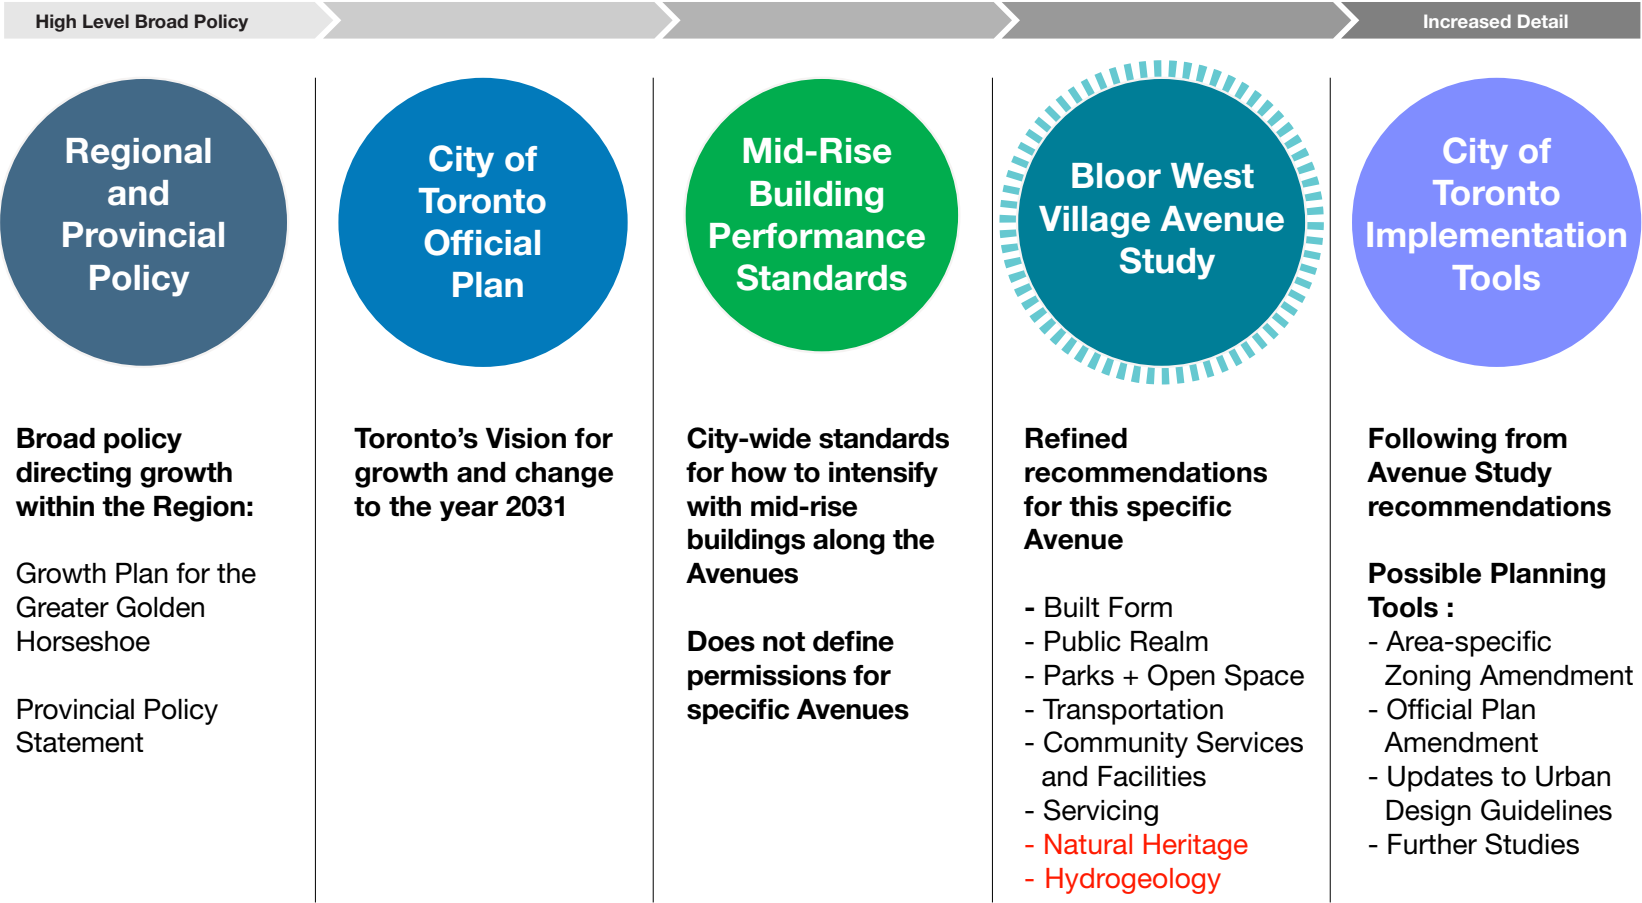 High Level Broad Policy
Increased Detail
Regional
and
Provincial
Policy
City of
Toronto
Official
Plan
Mid-Rise
Building
Performance
Standards
Bloor West
Village Avenue
Study
City of
Toronto
Implementation
Tools
Broad policy
directing growth
within the Region:
Growth Plan for the
Greater Golden
Horseshoe
Provincial Policy
Statement
Toronto’s Vision for
growth and change
to the year 2031
City-wide standards
for how to intensify
with mid-rise
buildings along the
Avenues
Does not define
permissions for
specific Avenues
Refined
recommendations
for this specific
Avenue
- Built Form
- Public Realm
- Parks + Open Space
- Transportation
- Community Services
and Facilities
- Servicing
- Natural Heritage
- Hydrogeology
Following from
Avenue Study
recommendations
Possible Planning
Tools :
- Area-specific
Zoning Amendment
- Official Plan
Amendment
- Updates to Urban
Design Guidelines
- Further Studies